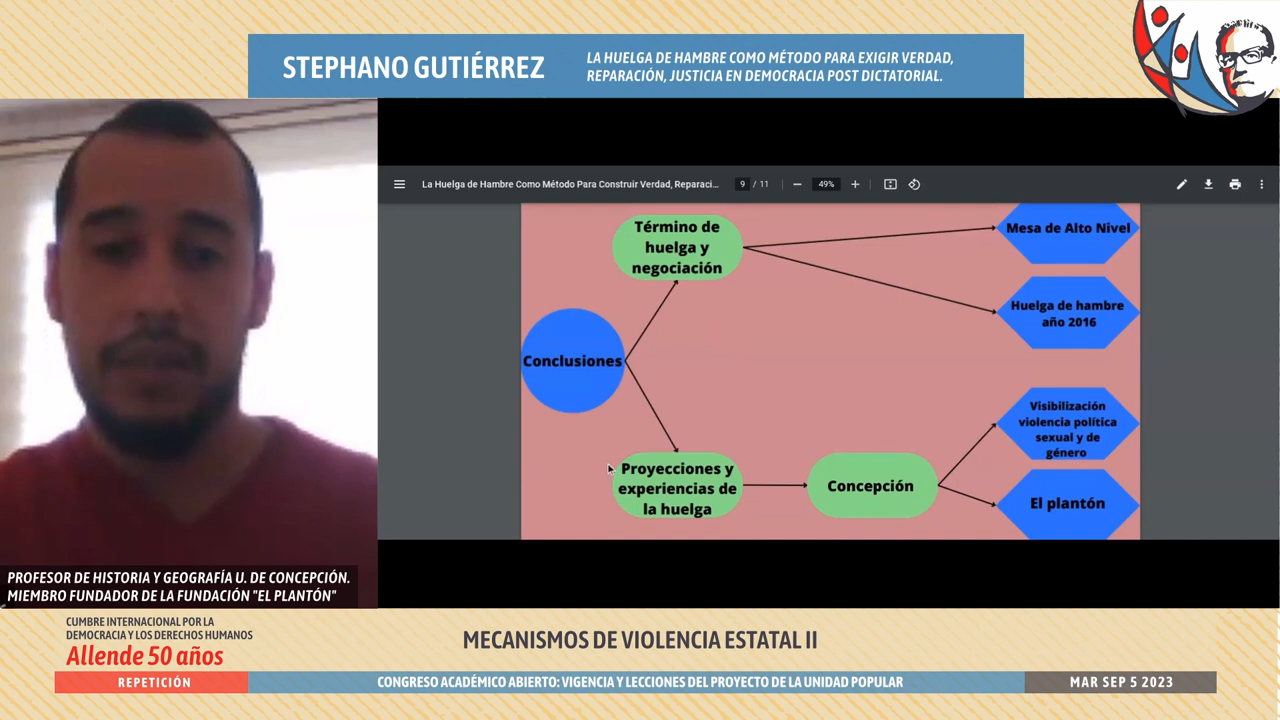 STEPHANO GUTIÉRREZ
LA HUELGA DE HAMBRE COMO MÉTODO PARA EXIGIR VERDAD,
REPARACIÓN, JUSTICIA EN DEMOCRACIA POST DICTATORIAL.
La Huelga de Hambre Como Método Para Construir Verdad, Reparaci...
9 / 11
49%
Término de
huelga y
negociación
Mesa de Alto Nivel
Huelga de hambre
año 2016
Conclusiones
Visibilización
violencia política
sexual y de
género
Proyecciones y
experiencias de
la huelga
Concepción
El plantón
PROFESOR DE HISTORIA Y GEOGRAFÍA U. DE CONCEPCIÓN.
MIEMBRO FUNDADOR DE LA FUNDACIÓN "EL PLANTÓN"
CUMBRE INTERNACIONAL POR LA
DEMOCRACIA Y LOS DERECHOS HUMANOS
Allende 50 años
MECANISMOS DE VIOLENCIA ESTATAL II
REPETICIÓN
CONGRESO ACADÉMICO ABIERTO: VIGENCIA Y LECCIONES DEL PROYECTO DE LA UNIDAD POPULAR
MAR SEP 5 2023